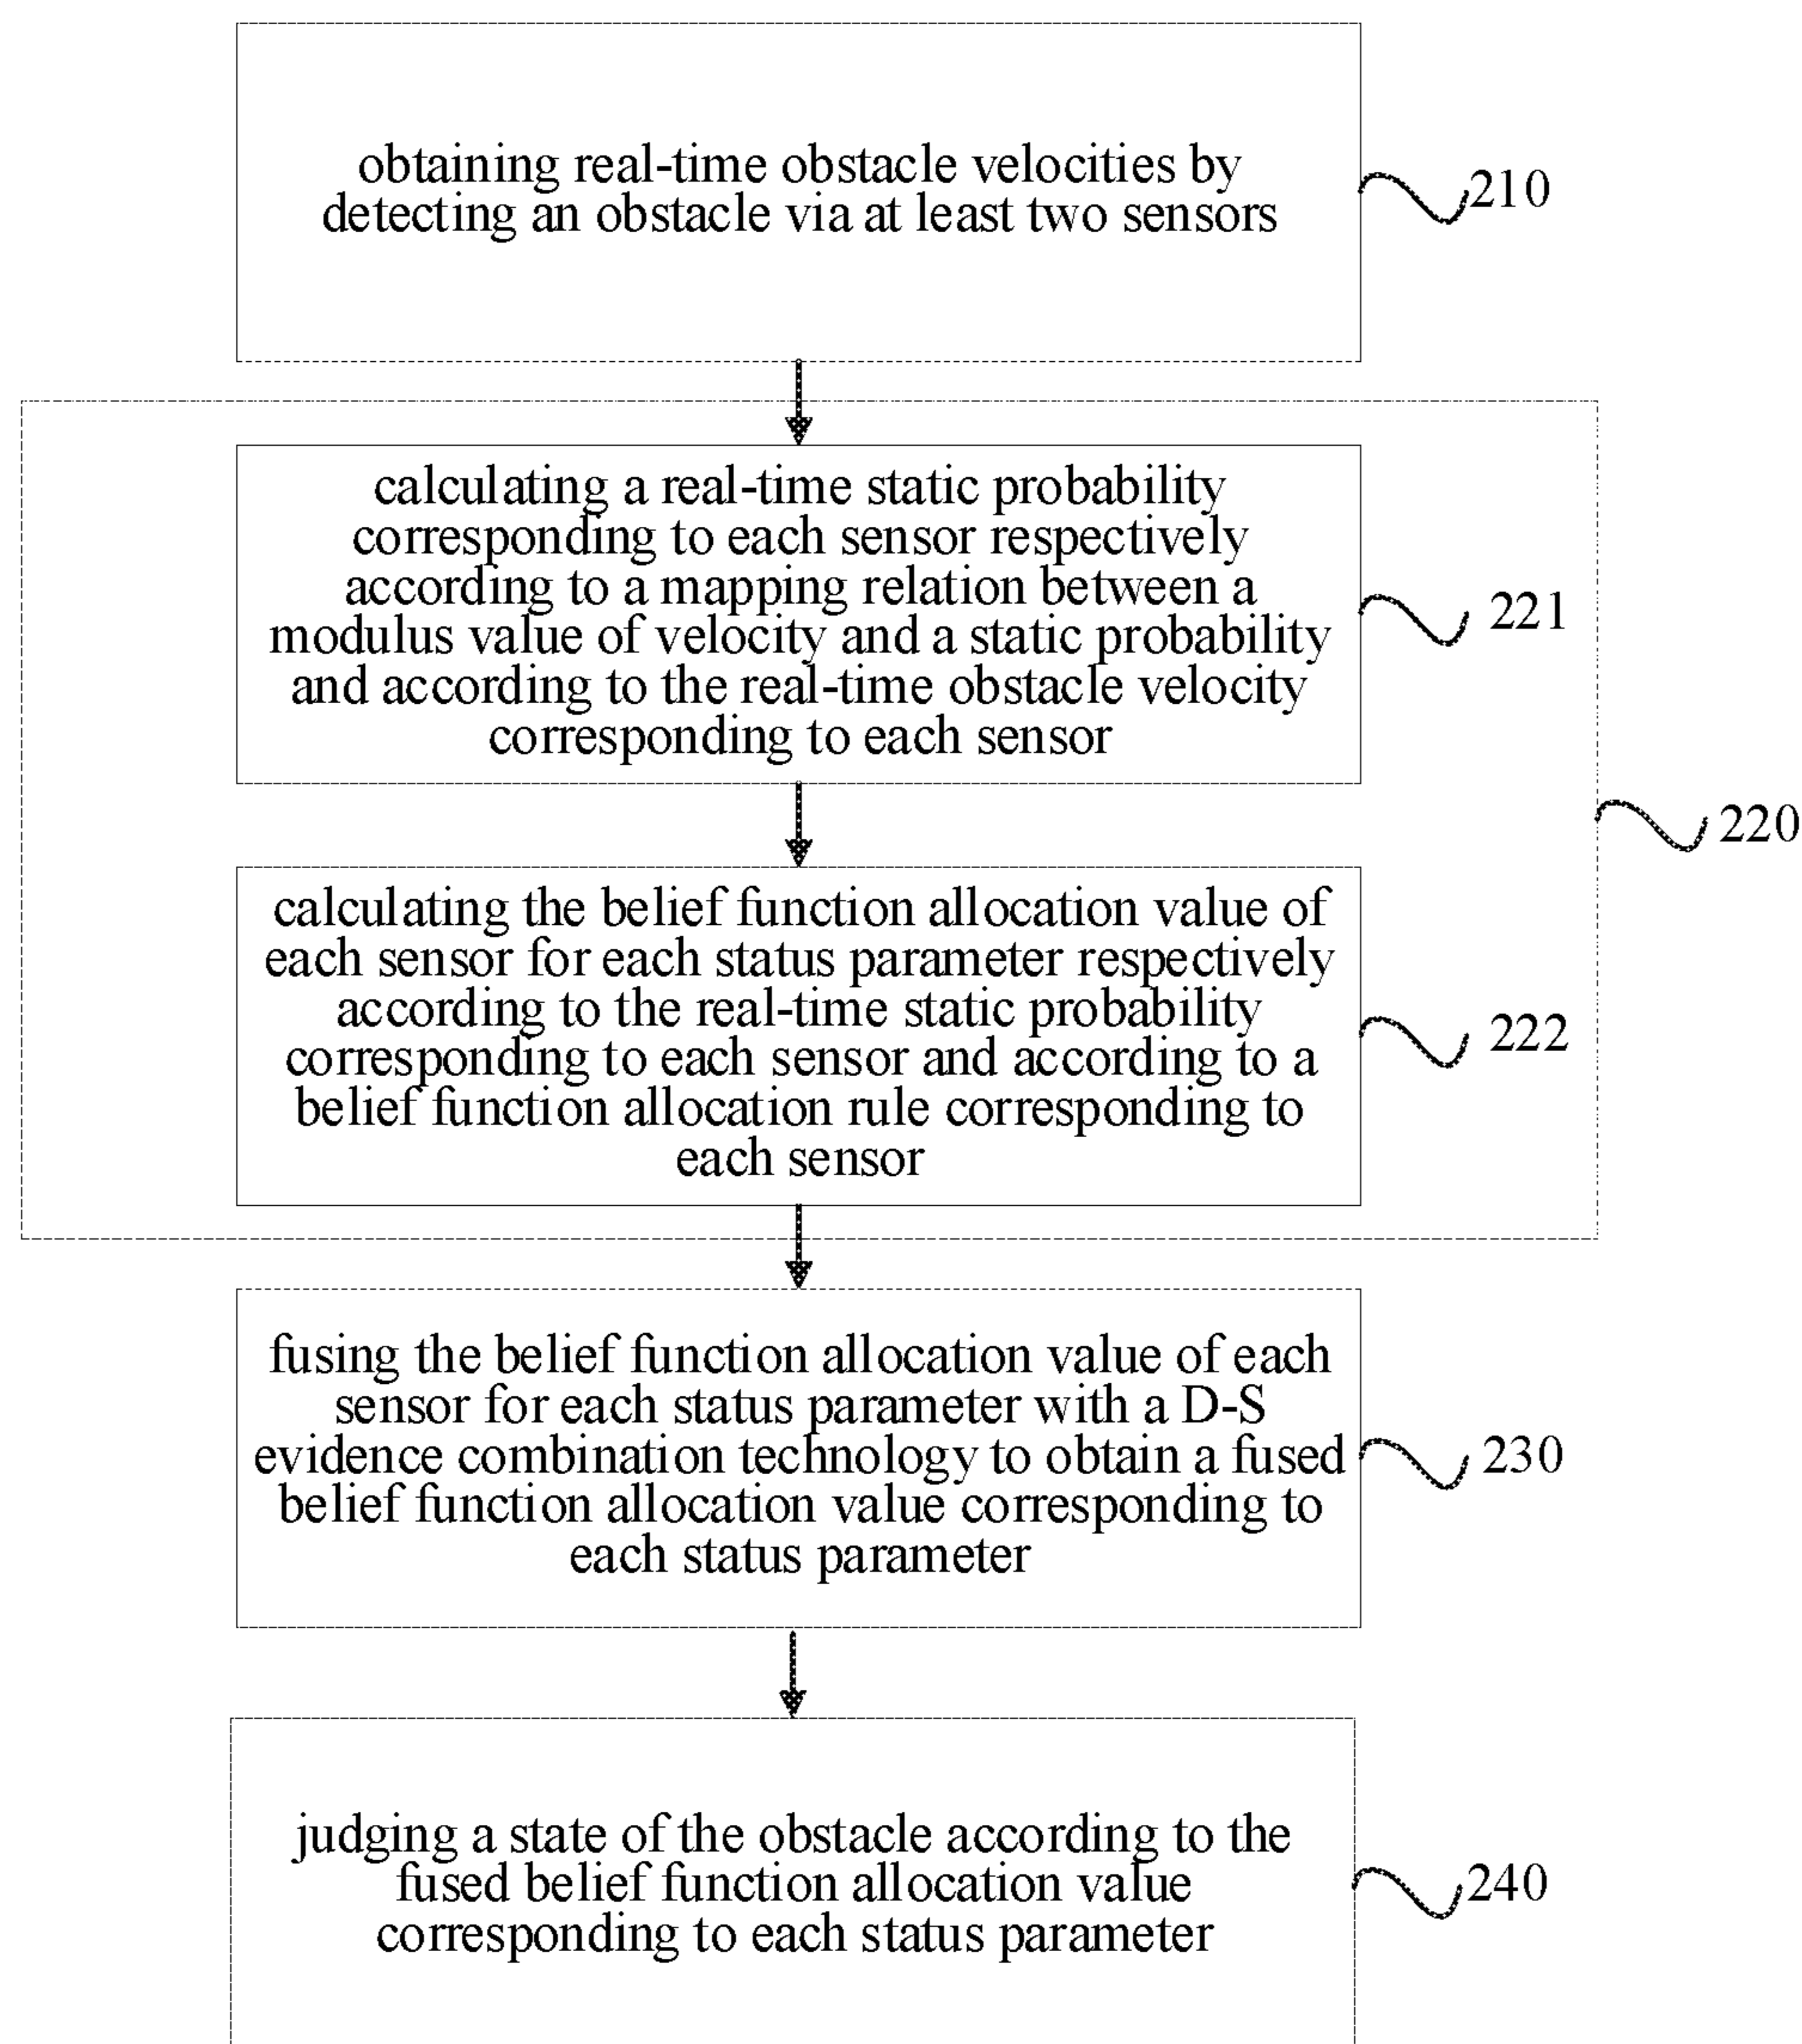 obtaining real-time obstacle velocities by
detecting an obstacle via at least two sensors
210
calculating a real-time static probability
corresponding to each sensor respectively
according to a mapping relation between a
modulus value of velocity and a static probability
and according to the real-time obstacle velocity
corresponding to each sensor
221
220
calculating the belief function allocation value of
each sensor for each status parameter respectively
according to the real-time static probability
corresponding to each sensor and according to a
belief function allocation rule corresponding to
each sensor
222
fusing the belief function allocation value of each
sensor for each status parameter with a D-S
evidence combination technology to obtain a fused
belief function allocation value corresponding to
each status parameter
230
judging a state of the obstacle according to the
fused belief function allocation value
corresponding to each status parameter
240